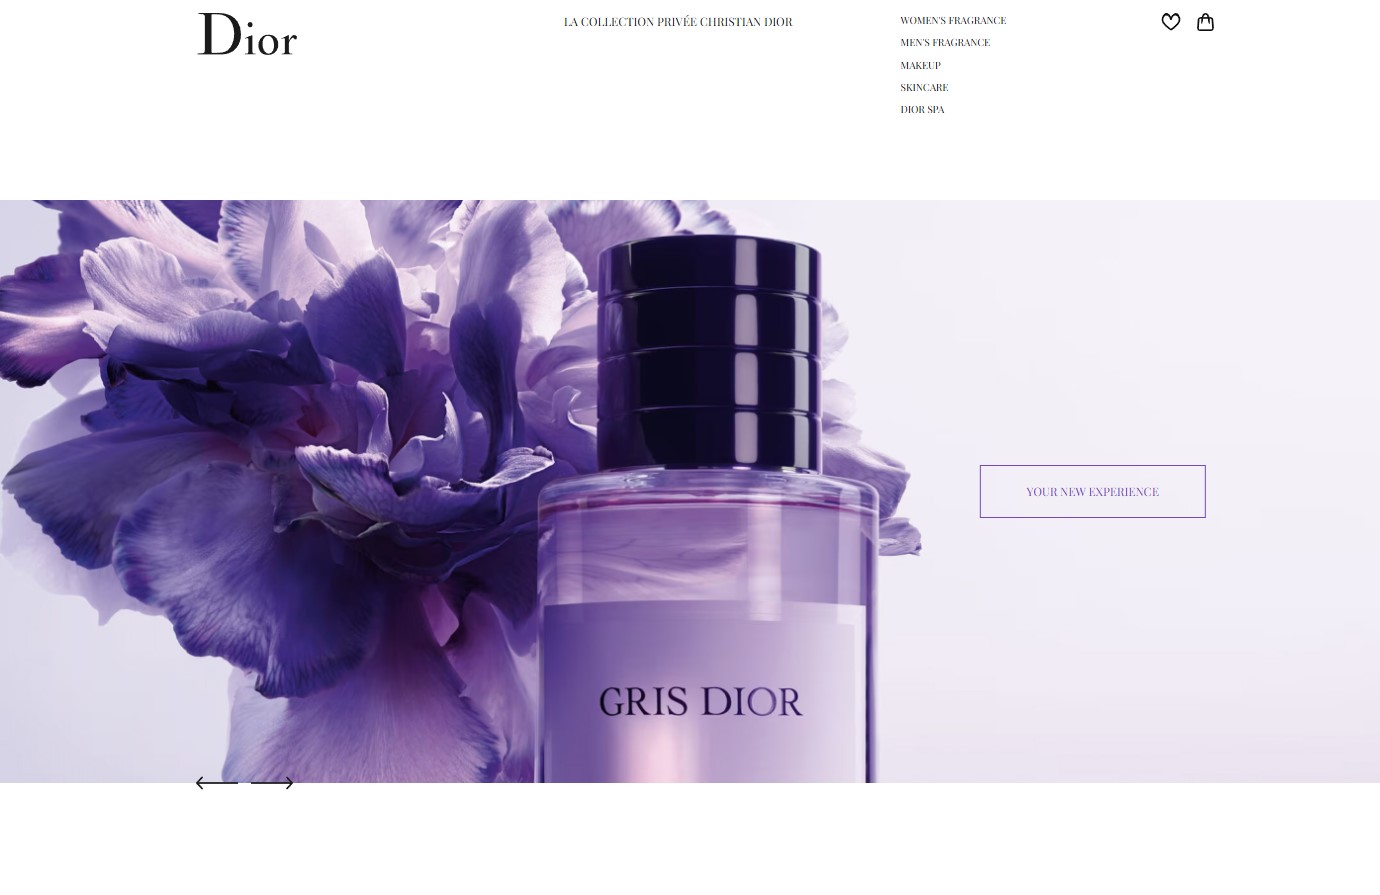 Dior
LA COLLECTION PRIVÉE CHRISTIAN DIOR
WOMEN'S FRAGRANCE
MEN'S FRAGRANCE
MAKEUP
SKINCARE
DIOR SPA
YOUR NEW EXPERIENCE
GRIS DIOR